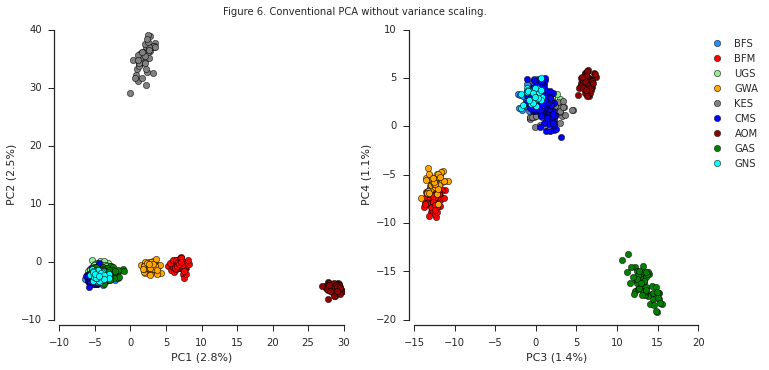 Figure 6. Conventional PCA without variance scaling.
40
30
20
10
0
−10
PC2 (2.5%)
−10 −5 0 5 10 15 20 25 30
PC1 (2.8%)
10
5
0
−5
−10
−15
−20
PC4 (1.1%)
−15 −10 −5 0 5 10 15 20
PC3 (1.4%)
BFS
BFM
UGS
GWA
KES
CMS
AOM
GAS
GNS